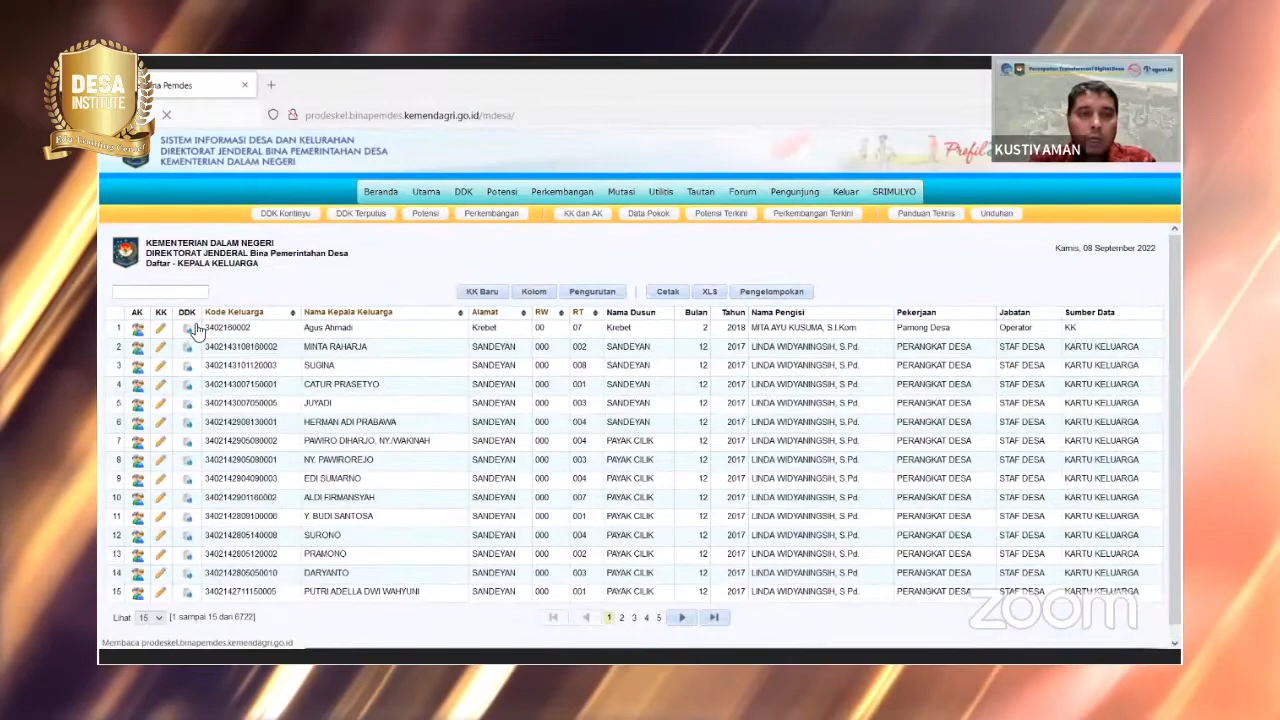 DESA
INSTITUTE
Edu Training Center
Bina Pemdes
prodeskel.binapemdes.kemendagri.go.id/mdesa/
Percepatan Transformasi Digital Desa
KUSTIYAMAN
SISTEM INFORMASI DESA DAN KELURAHAN
DIREKTORAT JENDERAL BINA PEMERINTAHAN DESA
KEMENTERIAN DALAM NEGERI
Profil
Beranda Utama DDK Potensi Perkembangan Mutasi Utilitis Tautan Forum Pengunjung Keluar SRIMULYO
DDK Kontinyu DDK Terputus Potensi Perkembangan KK dan AK Data Pokok Potensi Terkini Perkembangan Terkini Panduan Teknis Unduhan
KEMENTERIAN DALAM NEGERI
DIREKTORAT JENDERAL Bina Pemerintahan Desa
Daftar - KEPALA KELUARGA
Kamis, 08 September 2022
KK Baru Kolom Pengurutan Cetak XLS Pengelompokan
AK KK DDK Kode Keluarga Nama Kepala Keluarga Alamat RW RT Nama Dusun Bulan Tahun Nama Pengisi Pekerjaan Jabatan Sumber Data
1 3402160002 Agus Ahmadi Krebet 00 07 Krebet 2 2018 MITA AYU KUSUMA, S.I.Kom Pamong Desa Operator KK
2 3402143108160002 MINTA RAHARJA SANDEYAN 000 002 SANDEYAN 12 2017 LINDA WIDYANINGSIH, S.Pd. PERANGKAT DESA STAF DESA KARTU KELUARGA
3 3402143101120003 SUGINA SANDEYAN 000 008 SANDEYAN 12 2017 LINDA WIDYANINGSIH, S.Pd. PERANGKAT DESA STAF DESA KARTU KELUARGA
4 3402143007150001 CATUR PRASETYO SANDEYAN 000 001 SANDEYAN 12 2017 LINDA WIDYANINGSIH, S.Pd. PERANGKAT DESA STAF DESA KARTU KELUARGA
5 3402143007050005 JUYADI SANDEYAN 000 003 SANDEYAN 12 2017 LINDA WIDYANINGSIH, S.Pd. PERANGKAT DESA STAF DESA KARTU KELUARGA
6 3402142908130001 HERMAN ADI PRABAWA SANDEYAN 000 004 SANDEYAN 12 2017 LINDA WIDYANINGSIH, S.Pd. PERANGKAT DESA STAF DESA KARTU KELUARGA
7 3402142905080002 PAWIRO DIHARJO, NY./WAKINAH SANDEYAN 000 004 PAYAK CILIK 12 2017 LINDA WIDYANINGSIH, S.Pd. PERANGKAT DESA STAF DESA KARTU KELUARGA
8 3402142905080001 NY. PAWIROREJO SANDEYAN 000 003 PAYAK CILIK 12 2017 LINDA WIDYANINGSIH, S.Pd. PERANGKAT DESA STAF DESA KARTU KELUARGA
9 3402142904090003 EDI SUMARNO SANDEYAN 000 004 PAYAK CILIK 12 2017 LINDA WIDYANINGSIH, S.Pd. PERANGKAT DESA STAF DESA KARTU KELUARGA
10 3402142901160002 ALDI FIRMANSYAH SANDEYAN 000 007 PAYAK CILIK 12 2017 LINDA WIDYANINGSIH, S.Pd. PERANGKAT DESA STAF DESA KARTU KELUARGA
11 3402142809100006 Y. BUDI SANTOSA SANDEYAN 000 001 PAYAK CILIK 12 2017 LINDA WIDYANINGSIH, S.Pd. PERANGKAT DESA STAF DESA KARTU KELUARGA
12 3402142805140008 SURONO SANDEYAN 000 004 PAYAK CILIK 12 2017 LINDA WIDYANINGSIH, S.Pd. PERANGKAT DESA STAF DESA KARTU KELUARGA
13 3402142805120002 PRAMONO SANDEYAN 000 002 PAYAK CILIK 12 2017 LINDA WIDYANINGSIH, S.Pd. PERANGKAT DESA STAF DESA KARTU KELUARGA
14 3402142805050010 DARYANTO SANDEYAN 000 003 PAYAK CILIK 12 2017 LINDA WIDYANINGSIH, S.Pd. PERANGKAT DESA STAF DESA KARTU KELUARGA
15 3402142711150005 PUTRI ADELLA DWI WAHYUNI SANDEYAN 000 001 PAYAK CILIK 12 2017 LINDA WIDYANINGSIH, S.Pd. PERANGKAT DESA STAF DESA KARTU KELUARGA
Lihat 15 [1 sampai 15 dari 6722] 1 2 3 4 5
zoom
Membaca prodeskel.binapemdes.kemendagri.go.id